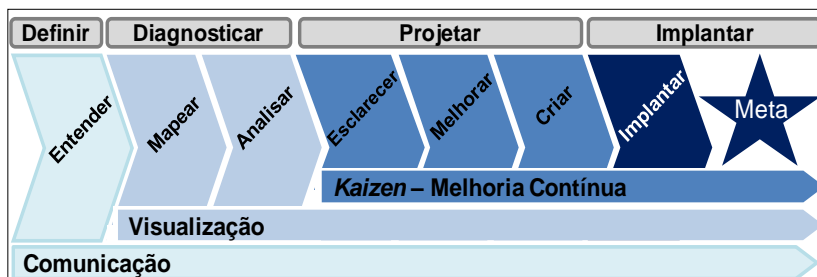 Definir
Diagnosticar
Projetar
Implantar
Entender
Mapear
Analisar
Esclarecer
Melhorar
Criar
Implantar
Meta
Kaizen – Melhoria Contínua
Visualização
Comunicação